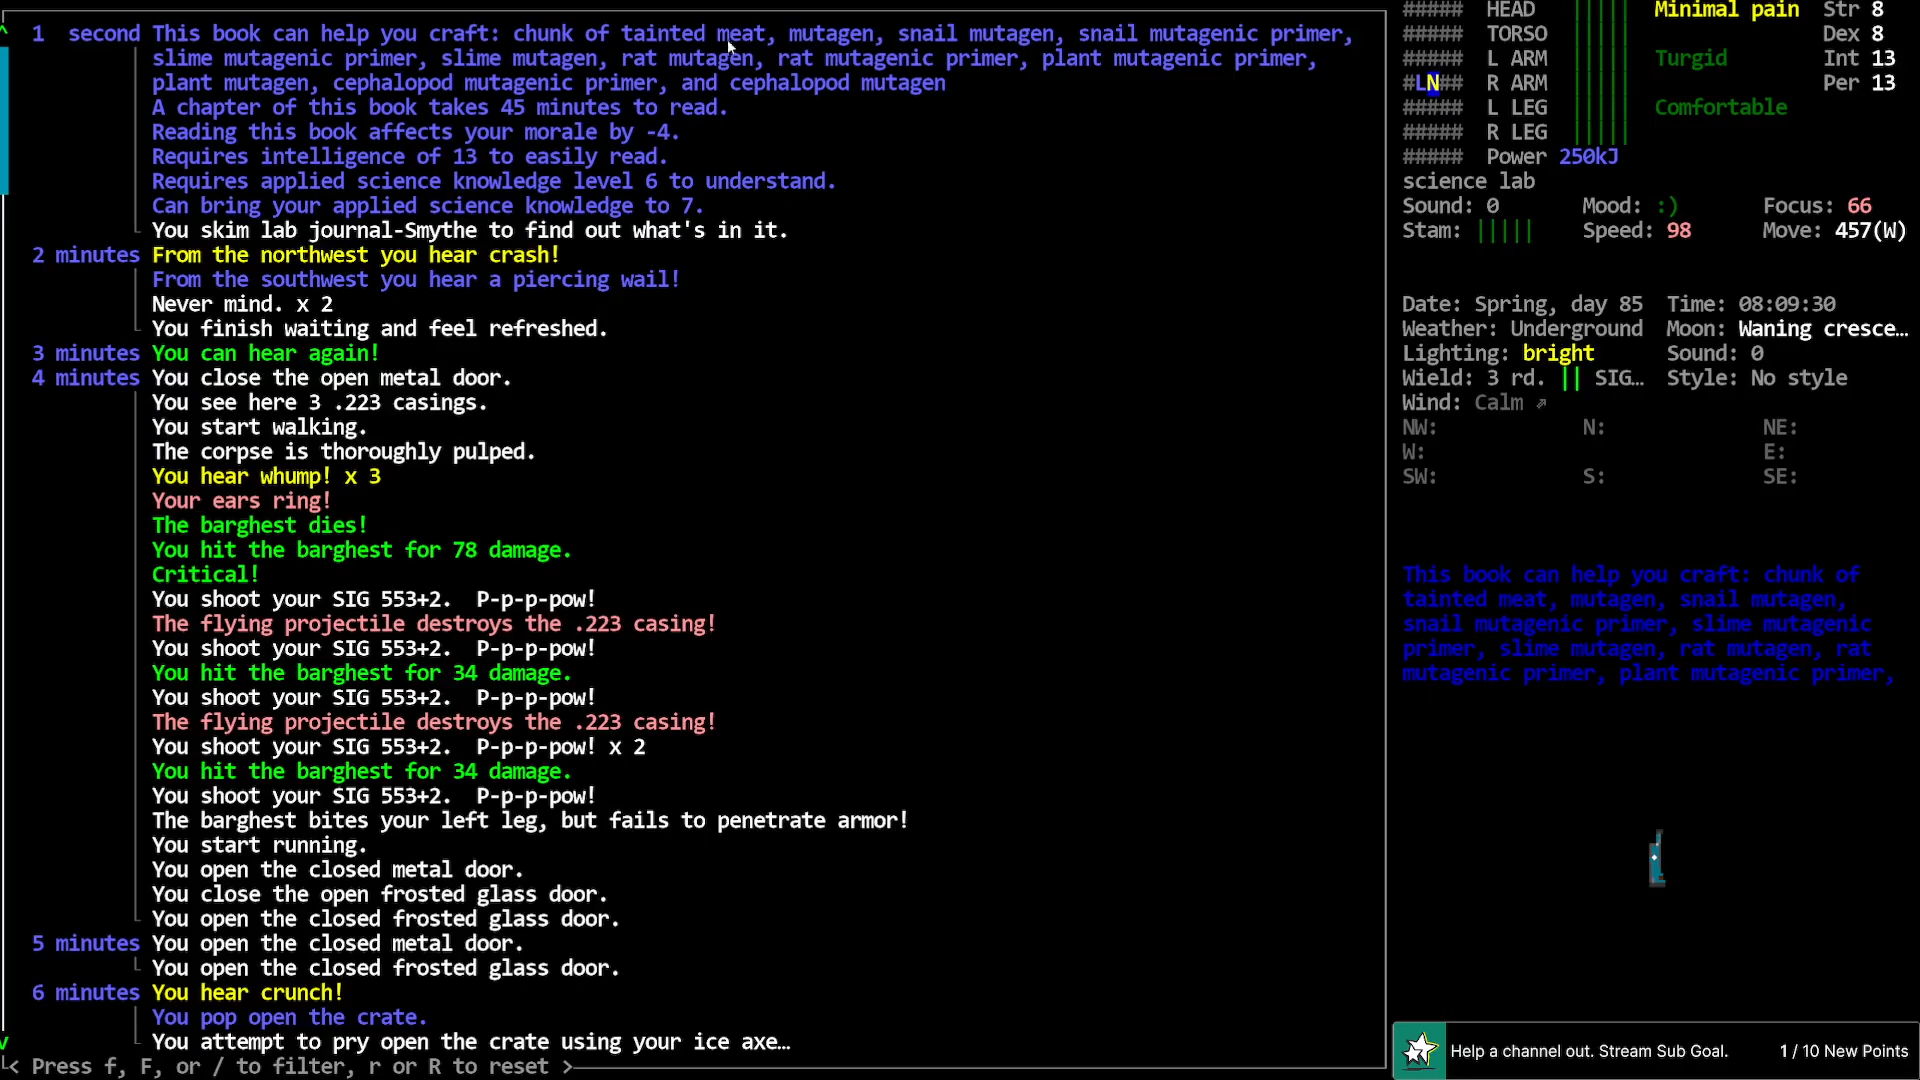 1 second This book can help you craft: chunk of tainted meat, mutagen, snail mutagen, snail mutagenic primer,
slime mutagenic primer, slime mutagen, rat mutagen, rat mutagenic primer, plant mutagenic primer,
plant mutagen, cephalopod mutagenic primer, and cephalopod mutagen
A chapter of this book takes 45 minutes to read.
Reading this book affects your morale by -4.
Requires intelligence of 13 to easily read.
Requires applied science knowledge level 6 to understand.
Can bring your applied science knowledge to 7.
You skim lab journal-Smythe to find out what's in it.
2 minutes From the northwest you hear crash!
From the southwest you hear a piercing wail!
Never mind. x 2
You finish waiting and feel refreshed.
3 minutes You can hear again!
4 minutes You close the open metal door.
You see here 3 .223 casings.
You start walking.
The corpse is thoroughly pulped.
You hear whump! x 3
Your ears ring!
The barghest dies!
You hit the barghest for 78 damage.
Critical!
You shoot your SIG 553+2. P-p-p-pow!
The flying projectile destroys the .223 casing!
You shoot your SIG 553+2. P-p-p-pow!
You hit the barghest for 34 damage.
You shoot your SIG 553+2. P-p-p-pow!
The flying projectile destroys the .223 casing!
You shoot your SIG 553+2. P-p-p-pow! x 2
You hit the barghest for 34 damage.
You shoot your SIG 553+2. P-p-p-pow!
The barghest bites your left leg, but fails to penetrate armor!
You start running.
You open the closed metal door.
You close the open frosted glass door.
You open the closed frosted glass door.
5 minutes You open the closed metal door.
You open the closed frosted glass door.
6 minutes You hear crunch!
You pop open the crate.
You attempt to pry open the crate using your ice axe…
< Press f, F, or / to filter, r or R to reset >
##### HEAD ||||| Minimal pain Str 8
##### TORSO ||||| Dex 8
##### L ARM ||||| Turgid Int 13
#LN## R ARM ||||| Per 13
##### L LEG ||||| Comfortable
##### R LEG |||||
##### Power 250kJ
science lab
Sound: 0 Mood: :) Focus: 66
Stam: ||||| Speed: 98 Move: 457(W)
Date: Spring, day 85 Time: 08:09:30
Weather: Underground Moon: Waning cresce…
Lighting: bright Sound: 0
Wield: 3 rd. || SIG… Style: No style
Wind: Calm ⇗
NW: N: NE:
W: E:
SW: S: SE:
This book can help you craft: chunk of
tainted meat, mutagen, snail mutagen,
snail mutagenic primer, slime mutagenic
primer, slime mutagen, rat mutagen, rat
mutagenic primer, plant mutagenic primer,
Help a channel out. Stream Sub Goal. 1 / 10 New Points